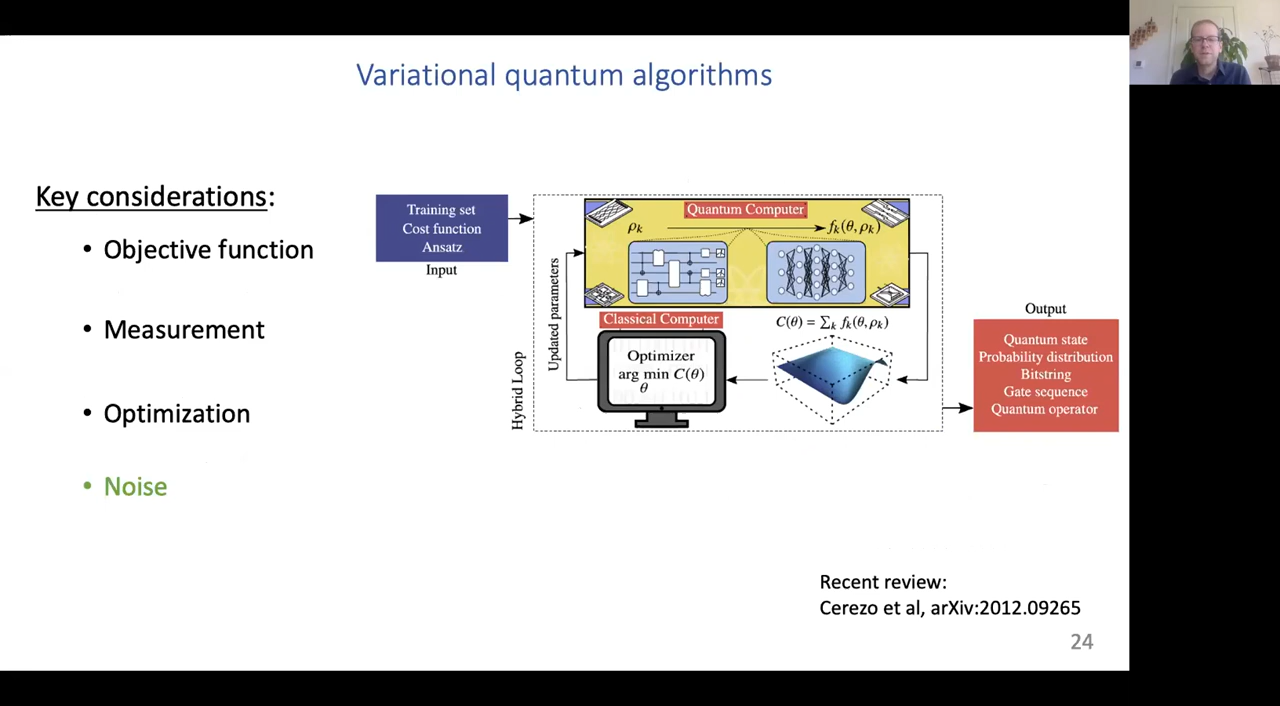 Variational quantum algorithms
Key considerations:
• Objective function
• Measurement
• Optimization
• Noise
Training set
Cost function
Ansatz
Input
Hybrid Loop
Updated parameters
Quantum Computer
ρₖ
fₖ(θ, ρₖ)
Classical Computer
Optimizer
arg min C(θ)
θ
C(θ) = ∑ₖ fₖ(θ, ρₖ)
Output
Quantum state
Probability distribution
Bitstring
Gate sequence
Quantum operator
Recent review:
Cerezo et al, arXiv:2012.09265
24